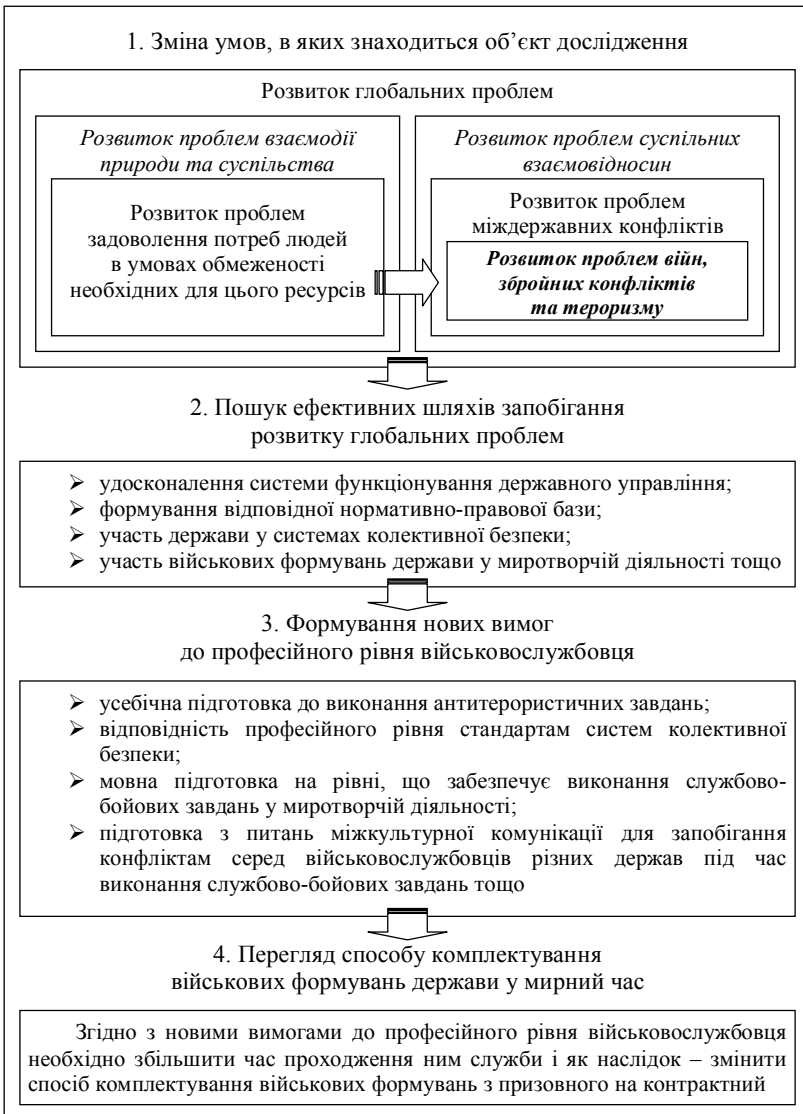 1. Зміна умов, в яких знаходиться об’єкт дослідження
Розвиток глобальних проблем
Розвиток проблем взаємодії
природи та суспільства
Розвиток проблем
задоволення потреб людей
в умовах обмеженості
необхідних для цього ресурсів
Розвиток проблем суспільних
взаємовідносин
Розвиток проблем
міждержавних конфліктів
Розвиток проблем війн,
збройних конфліктів
та тероризму
2. Пошук ефективних шляхів запобігання
розвитку глобальних проблем
➢ удосконалення системи функціонування державного управління;
➢ формування відповідної нормативно-правової бази;
➢ участь держави у системах колективної безпеки;
➢ участь військових формувань держави у миротворчій діяльності тощо
3. Формування нових вимог
до професійного рівня військовослужбовця
➢ усебічна підготовка до виконання антитерористичних завдань;
➢ відповідність професійного рівня стандартам систем колективної
безпеки;
➢ мовна підготовка на рівні, що забезпечує виконання службово-
бойових завдань у миротворчій діяльності;
➢ підготовка з питань міжкультурної комунікації для запобігання
конфліктам серед військовослужбовців різних держав під час
виконання службово-бойових завдань тощо
4. Перегляд способу комплектування
військових формувань держави у мирний час
Згідно з новими вимогами до професійного рівня військовослужбовця
необхідно збільшити час проходження ним служби і як наслідок – змінити
спосіб комплектування військових формувань з призовного на контрактний